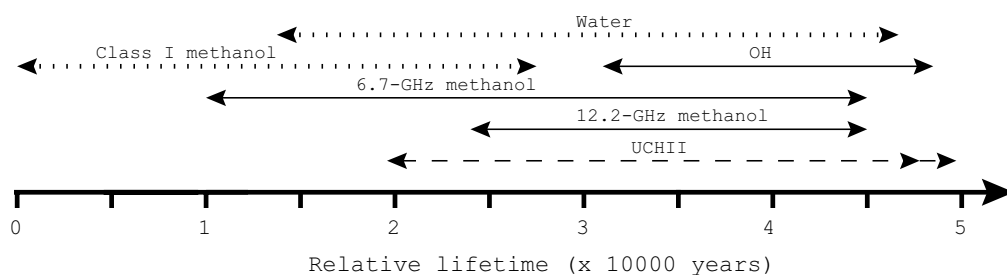 Water
Class I methanol
OH
6.7-GHz methanol
12.2-GHz methanol
UCHII
0 1 2 3 4 5
Relative lifetime (x 10000 years)